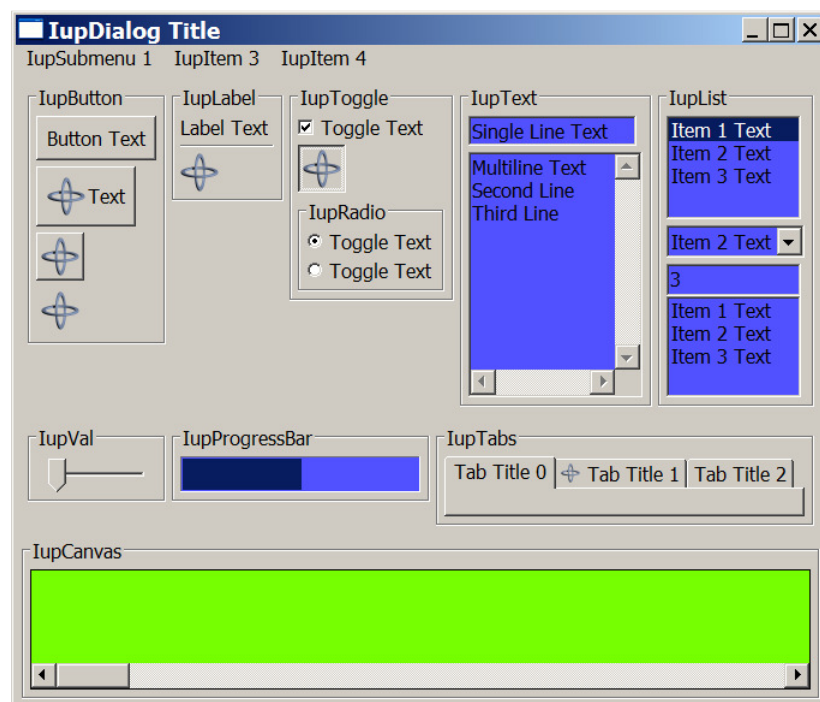 IupDialog Title
IupSubmenu 1 IupItem 3 IupItem 4
IupButton
Button Text
Text
IupLabel
Label Text
IupToggle
Toggle Text
IupRadio
Toggle Text
Toggle Text
IupText
Single Line Text
Multiline Text
Second Line
Third Line
IupList
Item 1 Text
Item 2 Text
Item 3 Text
Item 2 Text
3
Item 1 Text
Item 2 Text
Item 3 Text
IupVal
IupProgressBar
IupTabs
Tab Title 0 Tab Title 1 Tab Title 2
IupCanvas